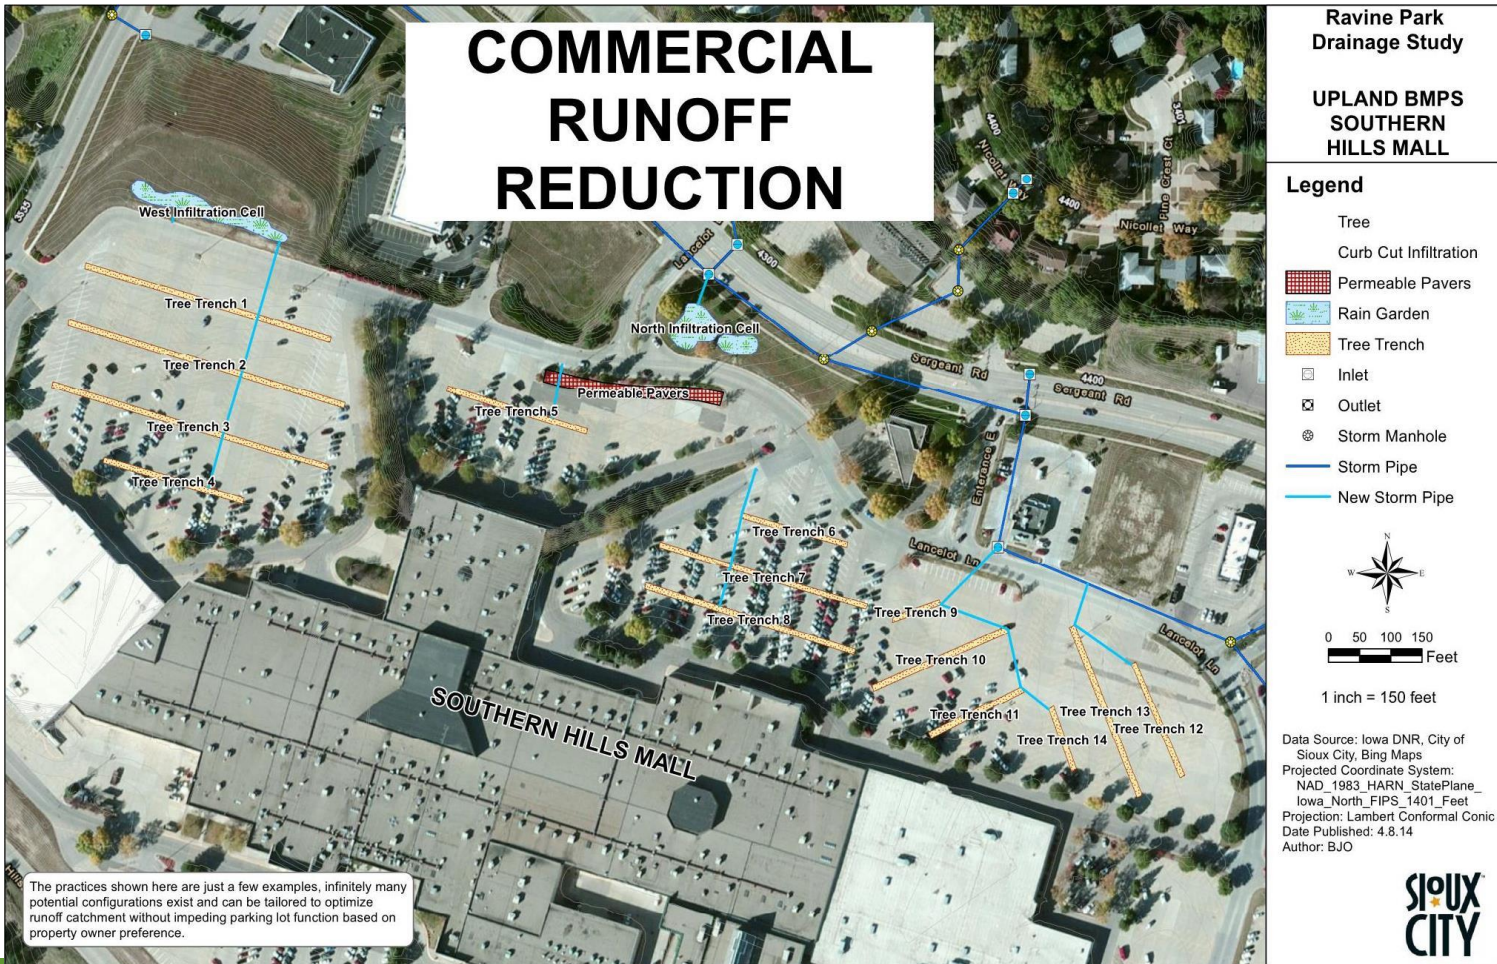 COMMERCIAL
RUNOFF
REDUCTION
Ravine Park
Drainage Study
UPLAND BMPS
SOUTHERN
HILLS MALL
Legend
Tree
Curb Cut Infiltration
Permeable Pavers
Rain Garden
Tree Trench
Inlet
Outlet
Storm Manhole
Storm Pipe
New Storm Pipe
N
W
E
S
0 50 100 150
Feet
1 inch = 150 feet
Data Source: Iowa DNR, City of
Sioux City, Bing Maps
Projected Coordinate System:
NAD_1983_HARN_StatePlane_
Iowa_North_FIPS_1401_Feet
Projection: Lambert Conformal Conic
Date Published: 4.8.14
Author: BJO
SIOUX
CITY
3535
West Infiltration Cell
Tree Trench 1
Tree Trench 2
Tree Trench 3
Tree Trench 4
Tree Trench 5
Permeable Pavers
North Infiltration Cell
Lancelot
4300
4400
Nicollet Way
4400
Pine Crest Ct
3401
Nicollet Way
Sergeant Rd
4400
Sergeant Rd
Entrance E
Lancelot Ln
Lancelot Ln
Tree Trench 6
Tree Trench 7
Tree Trench 8
Tree Trench 9
Tree Trench 10
Tree Trench 11
Tree Trench 13
Tree Trench 12
Tree Trench 14
SOUTHERN HILLS MALL
The practices shown here are just a few examples, infinitely many
potential configurations exist and can be tailored to optimize
runoff catchment without impeding parking lot function based on
property owner preference.